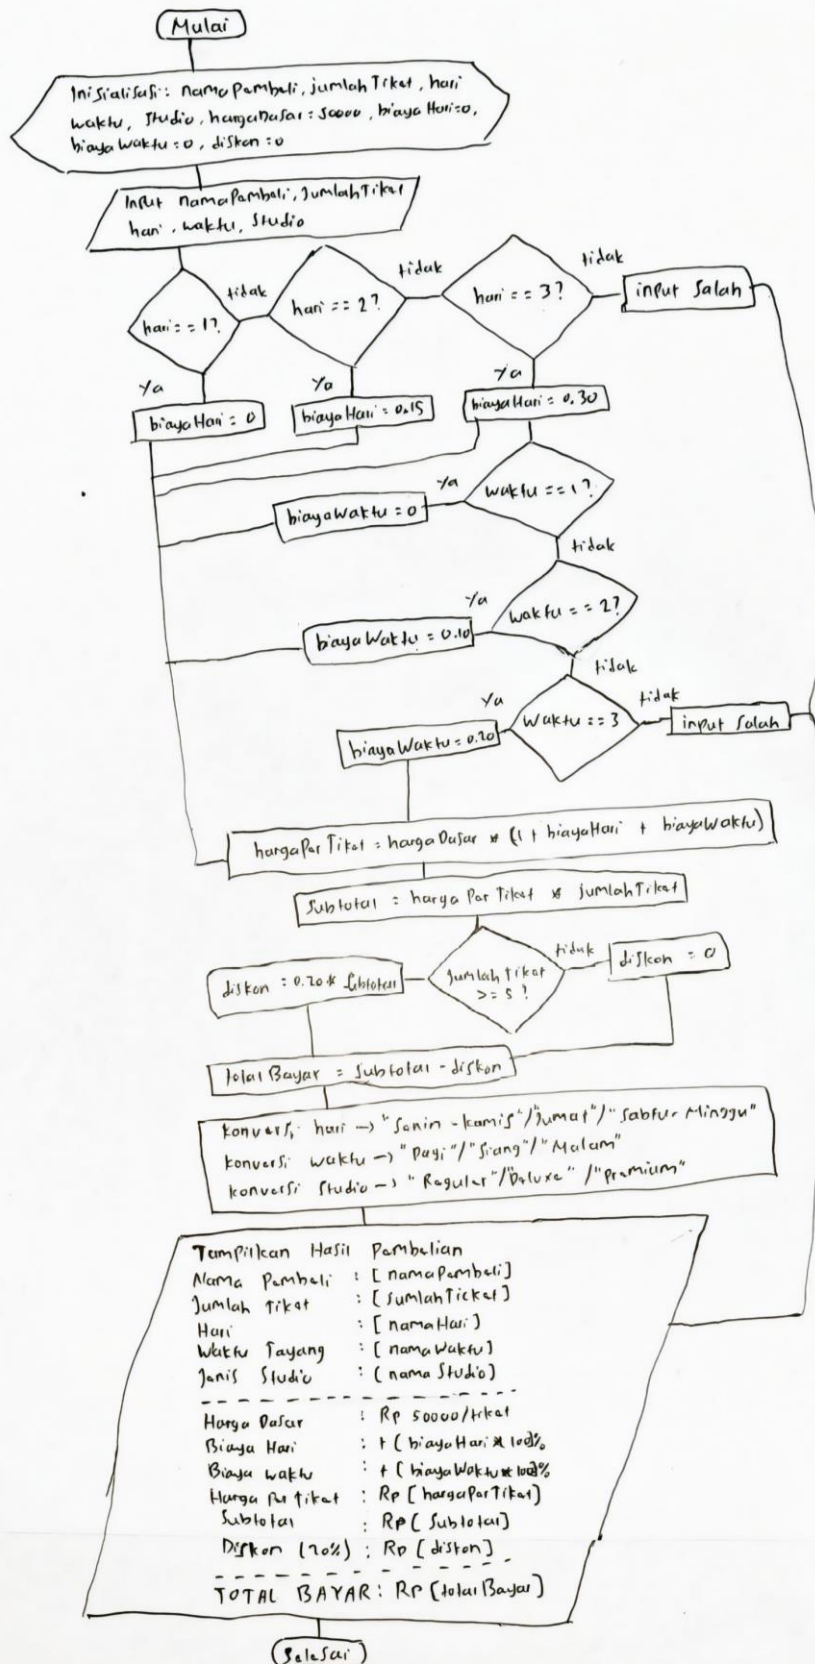 Mulai
Inisialisasi: namaPembeli, jumlahTiket, hari
waktu, Studio, hargaDasar = 50000, biayaHari=0,
biayaWaktu=0, diskon=0
Input namaPembeli, JumlahTiket
hari, waktu, Studio
hari == 1?
tidak
hari == 2?
tidak
hari == 3?
tidak
input Salah
Ya
Ya
Ya
biayaHari = 0
biayaHari = 0.15
biayaHari = 0.30
waktu == 1?
Ya
biayaWaktu = 0
tidak
waktu == 2?
Ya
biayaWaktu = 0.10
tidak
Waktu == 3
Ya
tidak
biayaWaktu = 0.20
input Salah
hargaPerTiket = hargaDasar * (1 + biayaHari + biayaWaktu)
Subtotal = hargaPerTiket * jumlahTiket
Jumlah Tiket
>= 5?
tidak
diskon = 0.20 * Subtotal
diskon = 0
totalBayar = Subtotal - diskon
konversi hari -> "Senin - kamis"/"Jumat"/"Sabtu Minggu"
konversi waktu -> "Pagi"/"Siang"/"Malam"
konversi Studio -> "Regular"/"Deluxe"/"Premium"
Tampilkan Hasil Pembelian
Nama Pembeli : [namaPembeli]
Jumlah Tiket : [JumlahTicket]
Hari : [namaHari]
Waktu Tayang : [namaWaktu]
Jenis Studio : (nama Studio)
Harga Dasar : Rp 50000/tiket
Biaya Hari : + (biayaHari * 100)%
Biaya waktu : + (biayaWaktu * 100)%
Harga Per Tiket : Rp [hargaPerTiket]
Subtotal : Rp (Subtotal)
Diskon (20%) : Rp [diskon]
TOTAL BAYAR : Rp [totalBayar]
Selesai